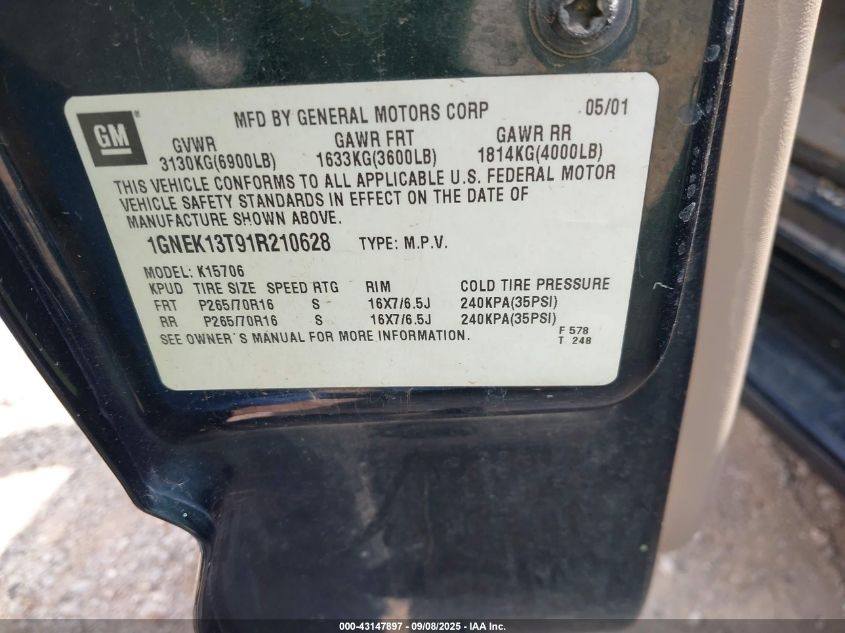 GM
MFD BY GENERAL MOTORS CORP 05/01
GVWR GAWR FRT GAWR RR
3130KG(6900LB) 1633KG(3600LB) 1814KG(4000LB)
THIS VEHICLE CONFORMS TO ALL APPLICABLE U.S. FEDERAL MOTOR
VEHICLE SAFETY STANDARDS IN EFFECT ON THE DATE OF
MANUFACTURE SHOWN ABOVE.
1GNEK13T91R210628 TYPE: M.P.V.
MODEL: K15706
KPUD TIRE SIZE SPEED RTG RIM COLD TIRE PRESSURE
FRT P265/70R16 S 16X7/6.5J 240KPA(35PSI)
RR P265/70R16 S 16X7/6.5J 240KPA(35PSI)
SEE OWNER'S MANUAL FOR MORE INFORMATION.
F 578
T 248
000-43147897 - 09/08/2025 - IAA Inc.